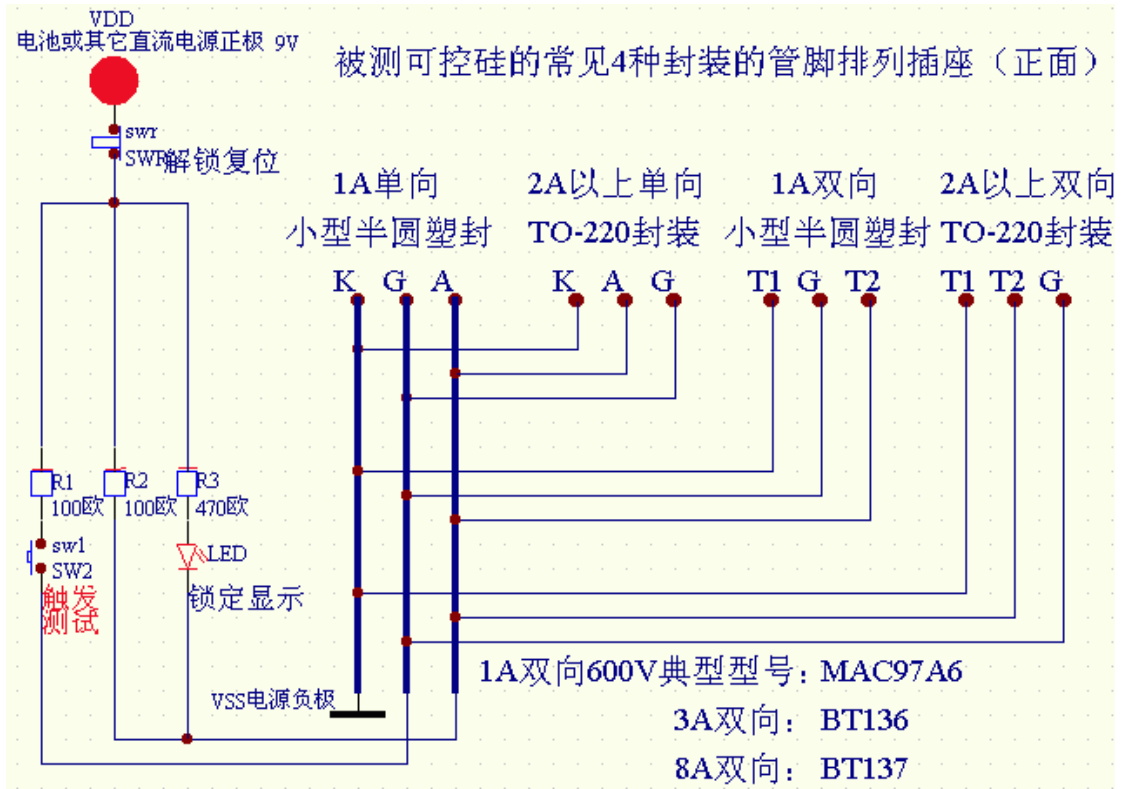 VDD
电池或其它直流电源正极 9V
被测可控硅的常见4种封装的管脚排列插座（正面）
swr
SWR
解锁复位
1A单向
2A以上单向
1A双向
2A以上双向
小型半圆塑封
TO-220封装
小型半圆塑封
TO-220封装
K G A
K A G
T1 G T2
T1 T2 G
R1
100欧
R2
100欧
R3
470欧
sw1
SW2
LED
触发
测试
锁定显示
VSS电源负极
1A双向600V典型型号：MAC97A6
3A双向：BT136
8A双向：BT137